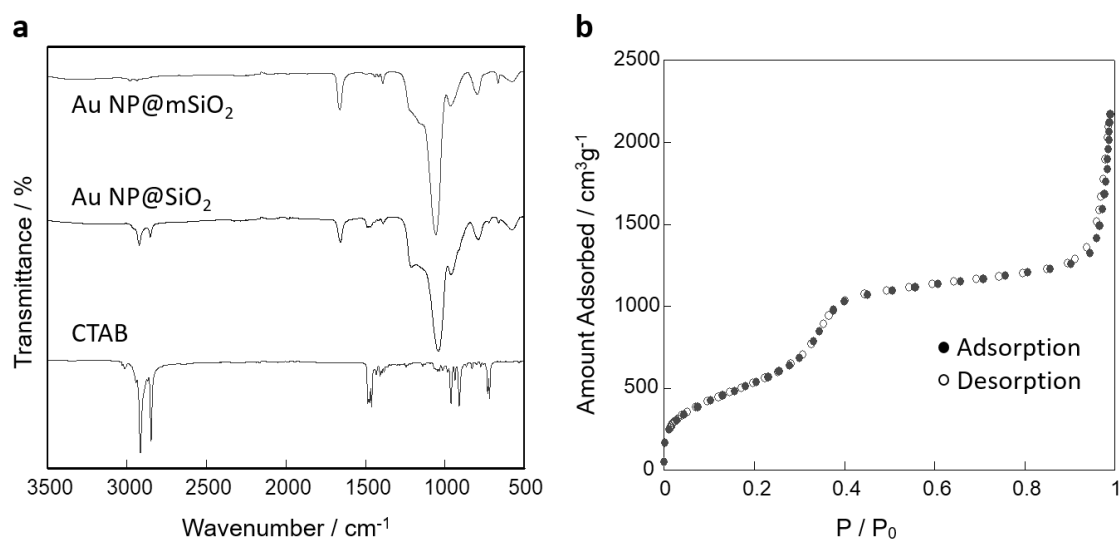 a
Transmittance / %
Au NP@mSiO₂
Au NP@SiO₂
CTAB
3500 3000 2500 2000 1500 1000 500
Wavenumber / cm⁻¹
b
Amount Adsorbed / cm³g⁻¹
2500
2000
1500
1000
500
0
Adsorption
Desorption
0 0.2 0.4 0.6 0.8 1
P / P₀